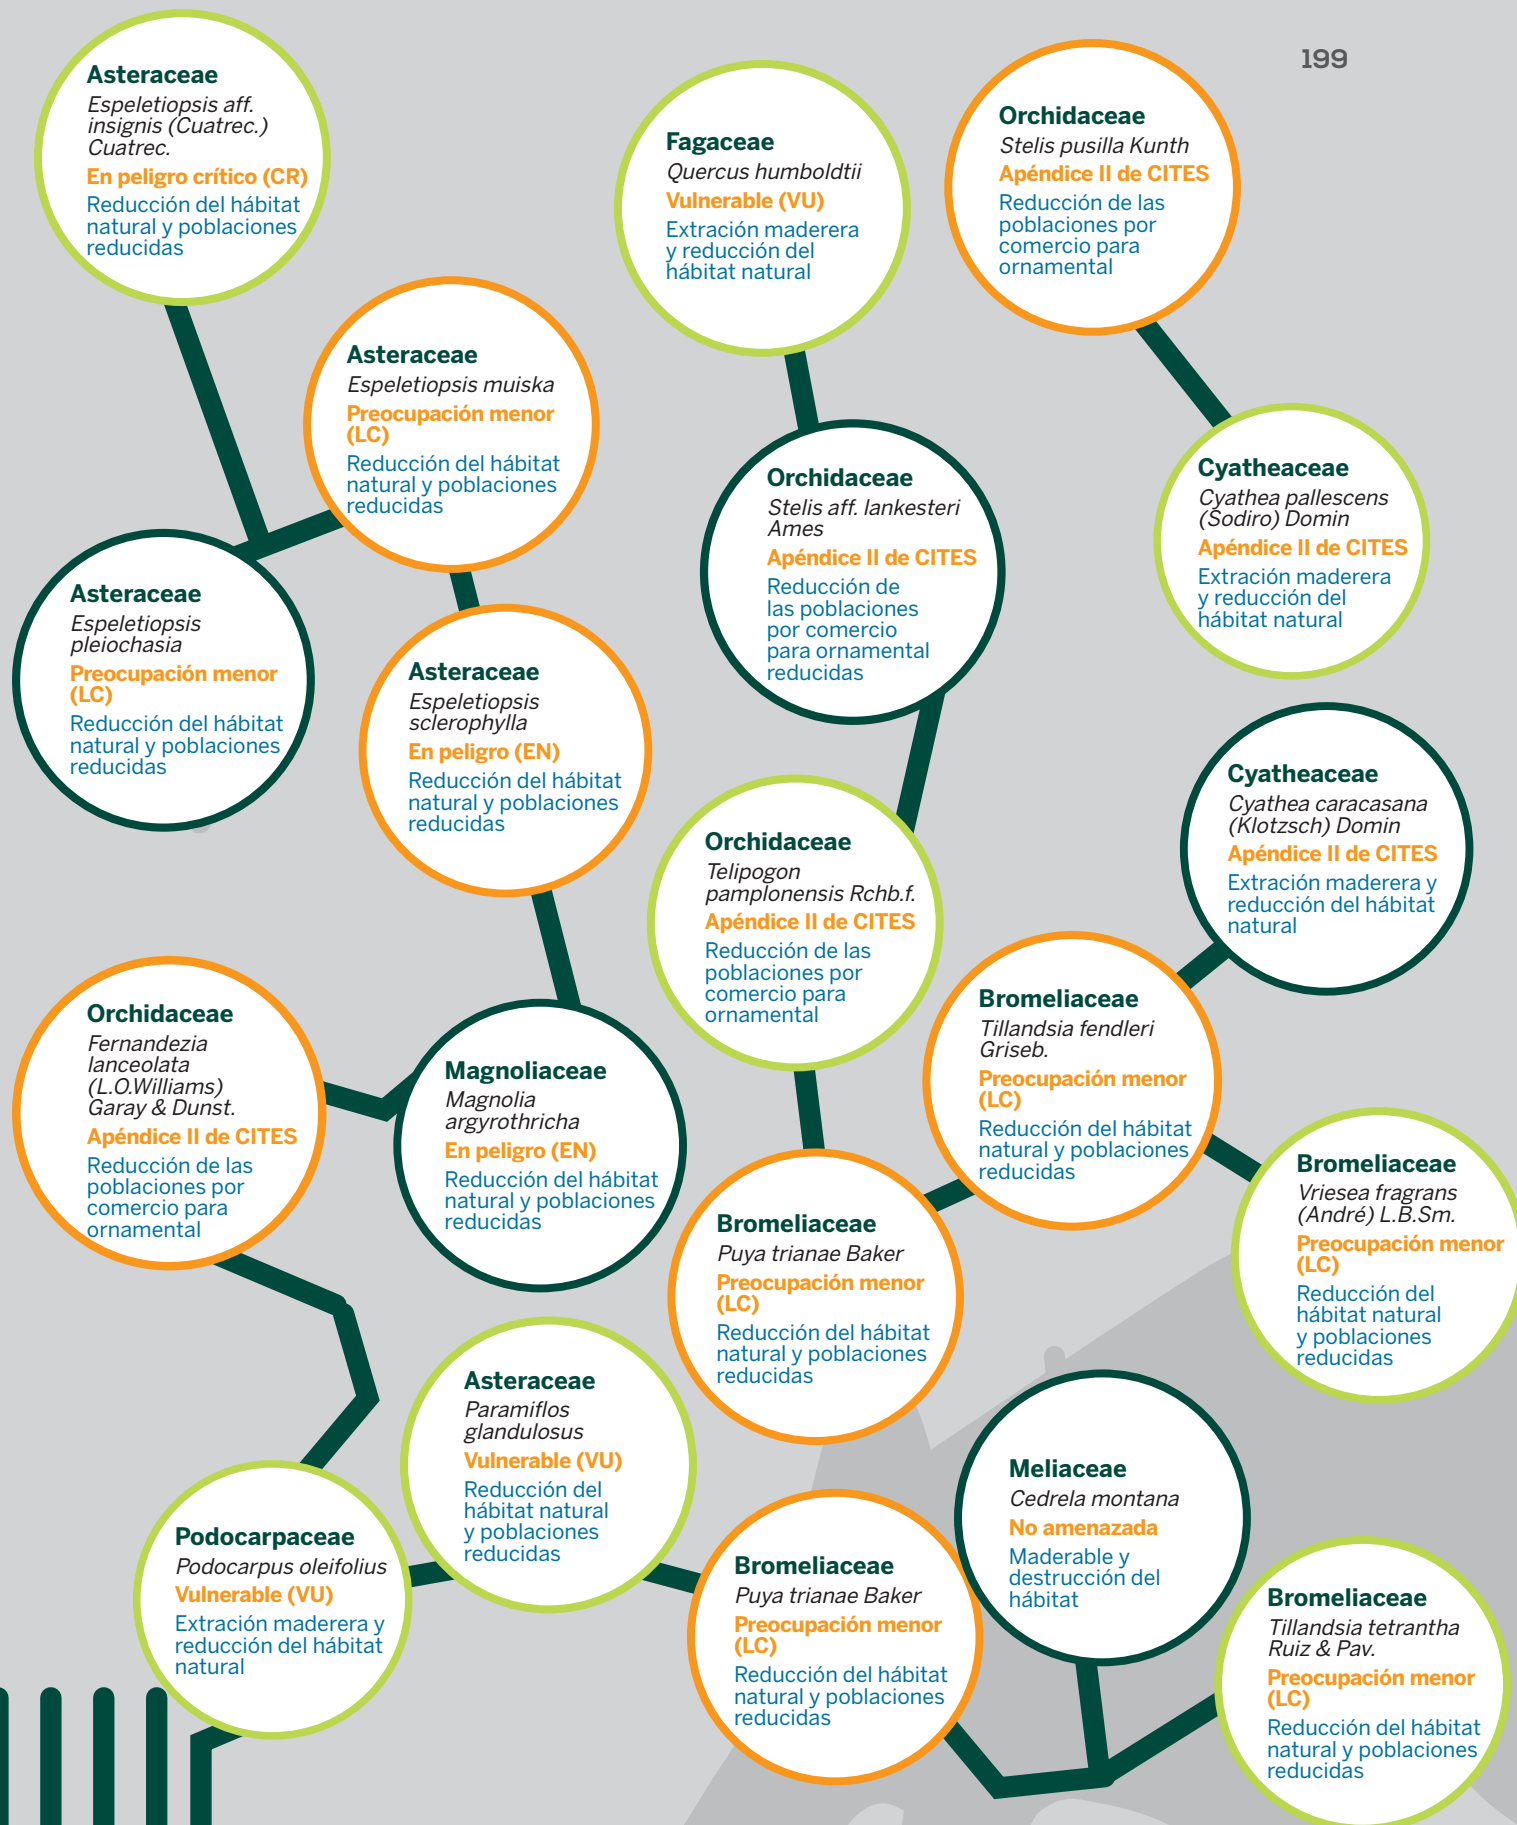 199
Asteraceae
Espeletiopsis aff.
insignis (Cuatrec.)
Cuatrec.
En peligro crítico (CR)
Reducción del hábitat
natural y poblaciones
reducidas
Fagaceae
Quercus humboldtii
Vulnerable (VU)
Extración maderera
y reducción del
hábitat natural
Orchidaceae
Stelis pusilla Kunth
Apéndice II de CITES
Reducción de las
poblaciones por
comercio para
ornamental
Asteraceae
Espeletiopsis muiska
Preocupación menor
(LC)
Reducción del hábitat
natural y poblaciones
reducidas
Orchidaceae
Stelis aff. lankesteri
Ames
Apéndice II de CITES
Reducción de
las poblaciones
por comercio
para ornamental
reducidas
Cyatheaceae
Cyathea pallescens
(Sodiro) Domin
Apéndice II de CITES
Extración maderera
y reducción del
hábitat natural
Asteraceae
Espeletiopsis
pleiochasia
Preocupación menor
(LC)
Reducción del hábitat
natural y poblaciones
reducidas
Asteraceae
Espeletiopsis
sclerophylla
En peligro (EN)
Reducción del hábitat
natural y poblaciones
reducidas
Cyatheaceae
Cyathea caracasana
(Klotzsch) Domin
Apéndice II de CITES
Extración maderera y
reducción del hábitat
natural
Orchidaceae
Telipogon
pamplonensis Rchb.f.
Apéndice II de CITES
Reducción de las
poblaciones por
comercio para
ornamental
Orchidaceae
Fernandezia
lanceolata
(L.O.Williams)
Garay & Dunst.
Apéndice II de CITES
Reducción de las
poblaciones por
comercio para
ornamental
Magnoliaceae
Magnolia
argyrothricha
En peligro (EN)
Reducción del hábitat
natural y poblaciones
reducidas
Bromeliaceae
Tillandsia fendleri
Griseb.
Preocupación menor
(LC)
Reducción del hábitat
natural y poblaciones
reducidas
Bromeliaceae
Vriesea fragrans
(André) L.B.Sm.
Preocupación menor
(LC)
Reducción del
hábitat natural
y poblaciones
reducidas
Bromeliaceae
Puya trianae Baker
Preocupación menor
(LC)
Reducción del hábitat
natural y poblaciones
reducidas
Asteraceae
Paramiflos
glandulosus
Vulnerable (VU)
Reducción del
hábitat natural
y poblaciones
reducidas
Meliaceae
Cedrela montana
No amenazada
Maderable y
destrucción del
hábitat
Podocarpaceae
Podocarpus oleifolius
Vulnerable (VU)
Extración maderera y
reducción del hábitat
natural
Bromeliaceae
Puya trianae Baker
Preocupación menor
(LC)
Reducción del hábitat
natural y poblaciones
reducidas
Bromeliaceae
Tillandsia tetrantha
Ruiz & Pav.
Preocupación menor
(LC)
Reducción del hábitat
natural y poblaciones
reducidas